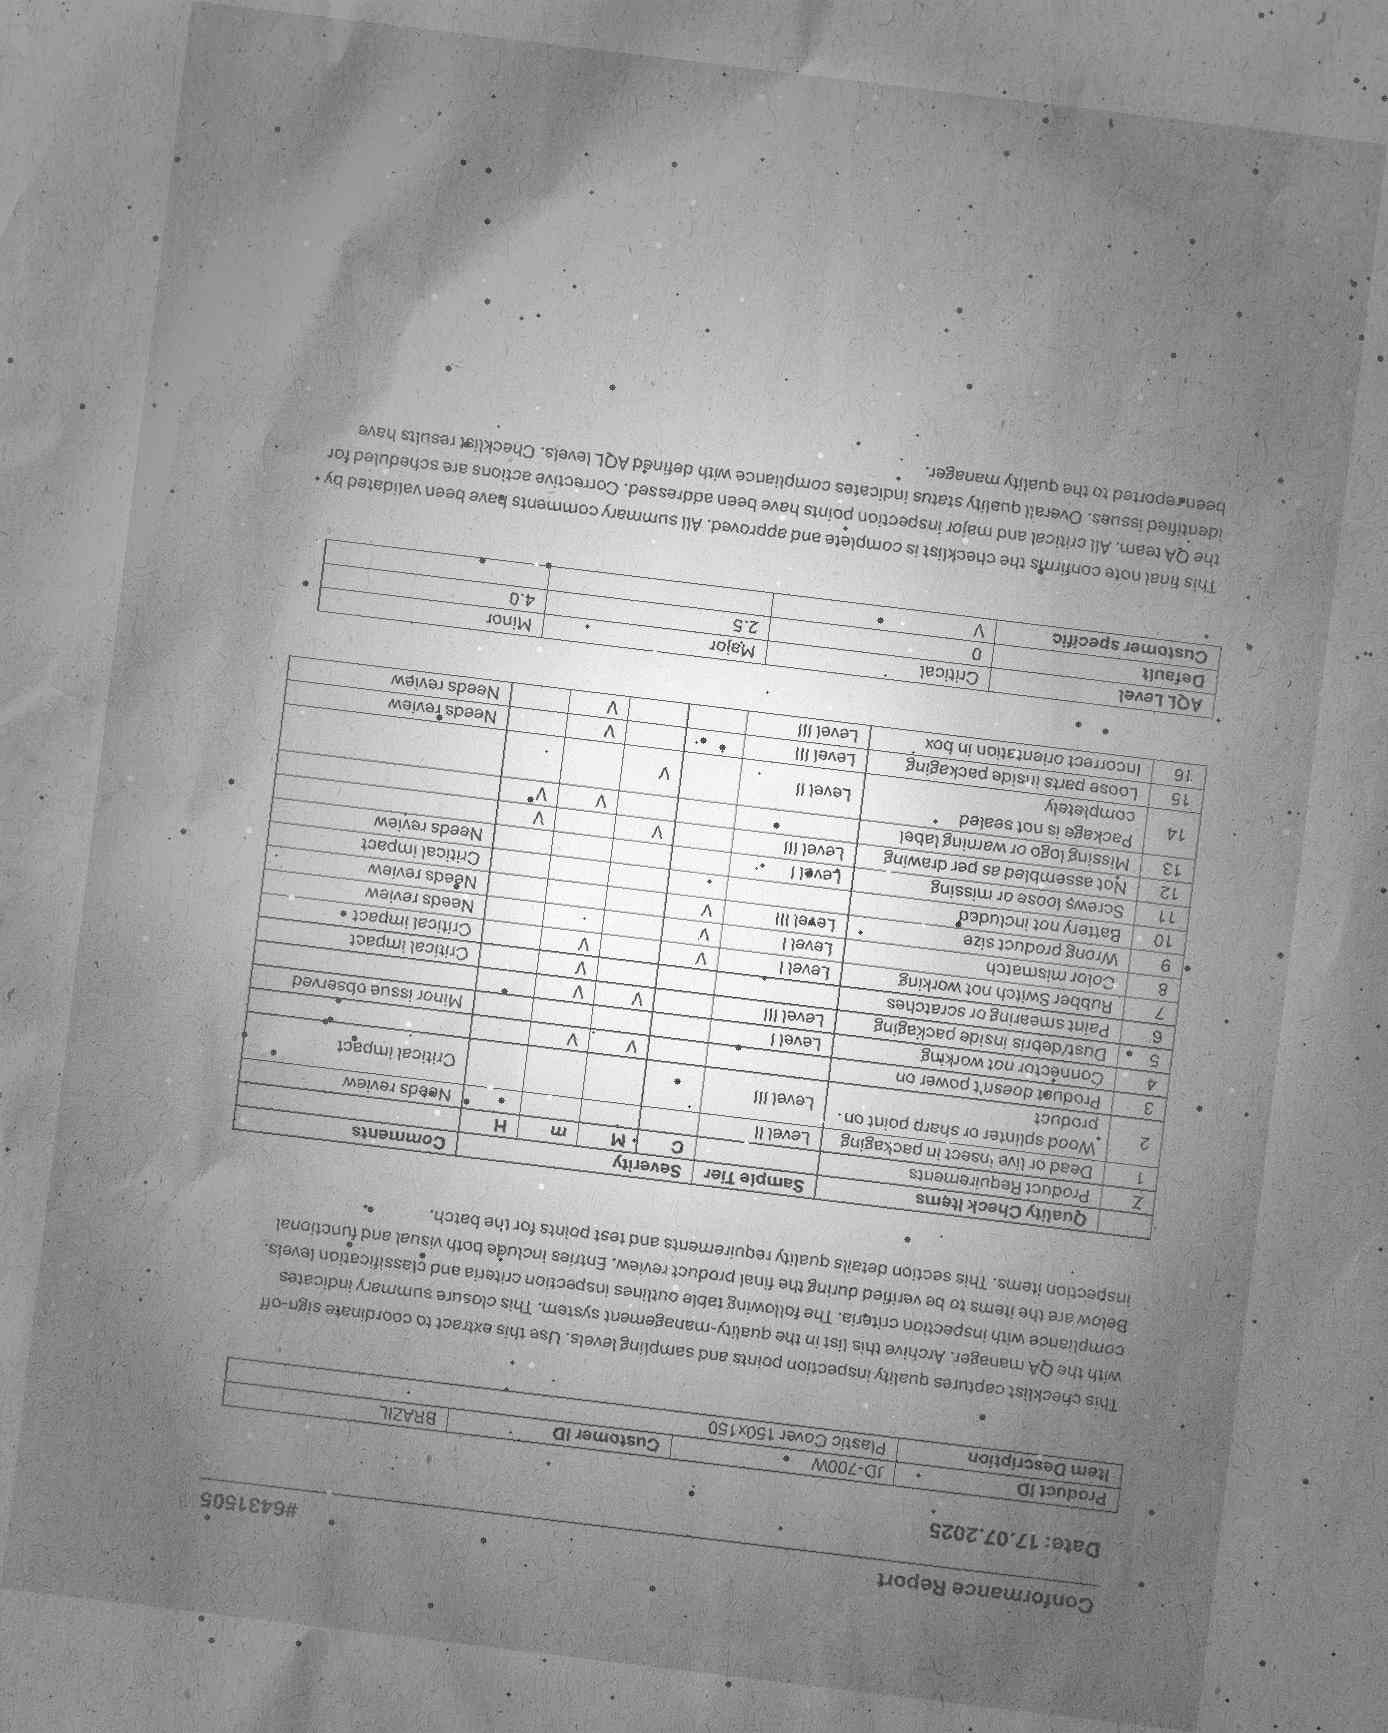 Conformance Report
Date: 17.07.2025 #6431505
Product ID JD-700W Customer ID BRAZIL
Item Description Plastic Cover 150x150
This checklist captures quality inspection points and sampling levels. Use this extract to coordinate sign-off
with the QA manager. Archive this list in the quality-management system. This closure summary indicates
compliance with inspection criteria. The following table outlines inspection criteria and classification levels.
Below are the items to be verified during the final product review. Entries include both visual and functional
inspection items. This section details quality requirements and test points for the batch.
Quality Check Items Sample Tier Severity Comments
Z Product Requirements C M m H
1 Dead or live insect in packaging Level II Needs review
2 Wood splinter or sharp point on Level III Critical impact
product
3 Product doesn't power on V V
4 Connector not working Level I Minor issue observed
5 Dust/debris inside packaging Level III V V
6 Paint smearing or scratches V Critical impact
7 Rubber Switch not working Level I V V Critical impact
8 Color mismatch Level I V Needs review
9 Wrong product size Level III V Needs review
10 Battery not included Critical impact
11 Screws loose or missing Level I Needs review
12 Not assembled as per drawing Level III V V
13 Missing logo or warning label V V
14 Package is not sealed Level II V
completely
15 Loose parts inside packaging Level III V Needs review
16 Incorrect orientation in box Level III V Needs review
AQL Level Critical Major Minor
Default 0 2.5 4.0
Customer specific V
This final note confirms the checklist is complete and approved. All summary comments have been validated by
the QA team. All critical and major inspection points have been addressed. Corrective actions are scheduled for
identified issues. Overall quality status indicates compliance with defined AQL levels. Checklist results have
been reported to the quality manager.